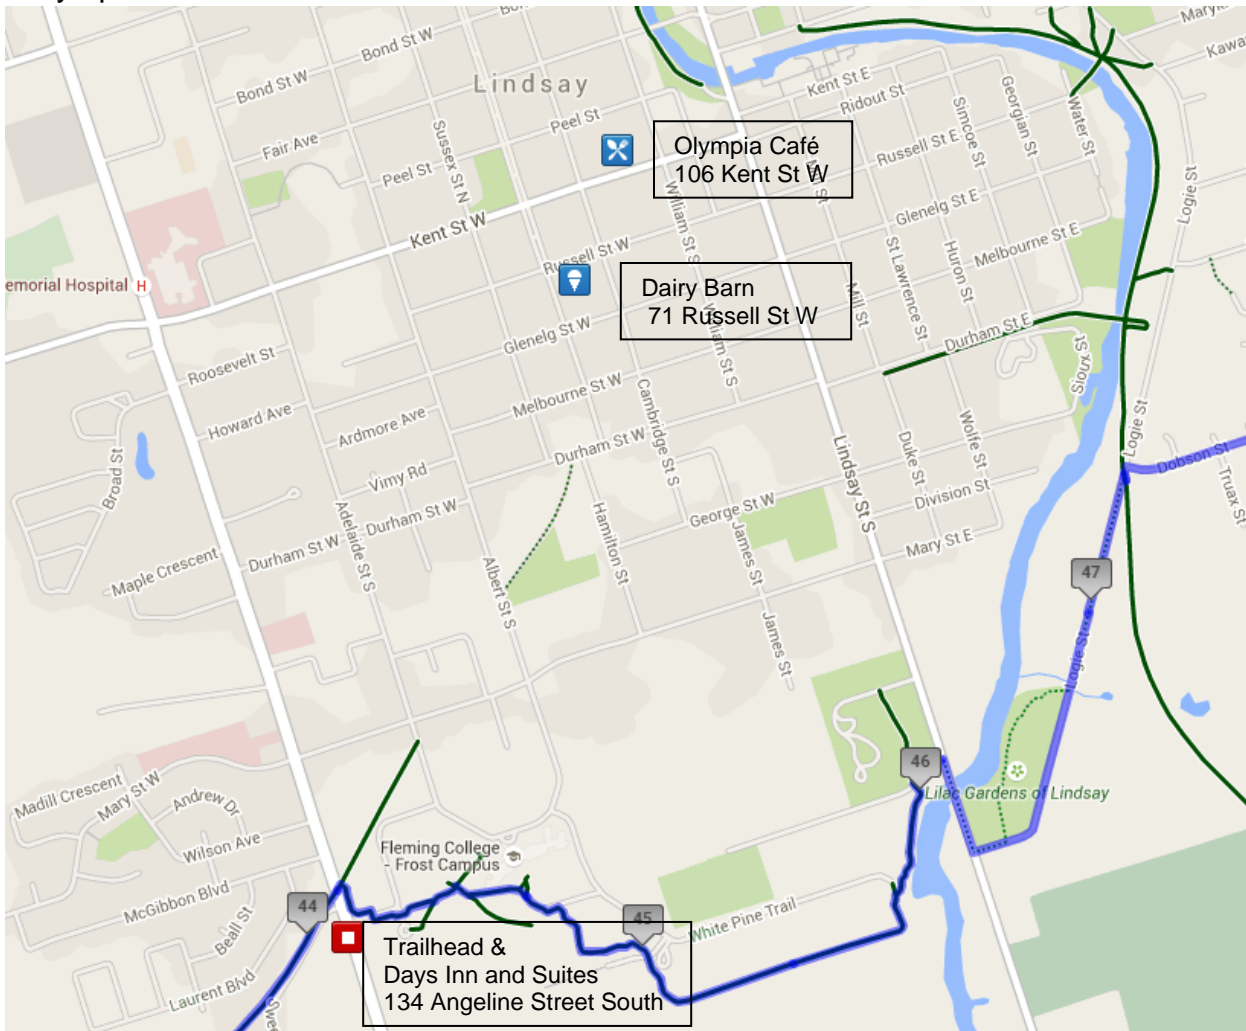 Bond St W
Bond St W
Lindsay
Peel St
Fair Ave
Peel St
Sussex St N
Kent St W
Kent St E
Ridout St
Russell St E
Simcoe St
Georgian St
Water St
Logie St
Olympia Café
106 Kent St W
William St S
Glenelg St E
St Lawrence St
Huron St
Melbourne St E
emorial Hospital H
Russell St W
Dairy Barn
71 Russell St W
William St S
Mill St
Glenelg St W
Durham St E
Sioux St
Roosevelt St
Howard Ave
Ardmore Ave
Melbourne St W
Cambridge St S
Durham St W
Lindsay St S
Duke St
Wolfe St
Logie St
Dobson St
Truax St
Broad St
Vimy Rd
Adelaide St S
Durham St W
Durham St W
Hamilton St
George St W
Division St
Mary St E
Maple Crescent
Albert St S
James St
James St
47
Logie St
46
Lilac Gardens of Lindsay
Madill Crescent
Mary St W
Andrew Dr
Wilson Ave
McGibbon Blvd
Beall St
Laurent Blvd
Fleming College
- Frost Campus
44
45
White Pine Trail
Trailhead &
Days Inn and Suites
134 Angeline Street South